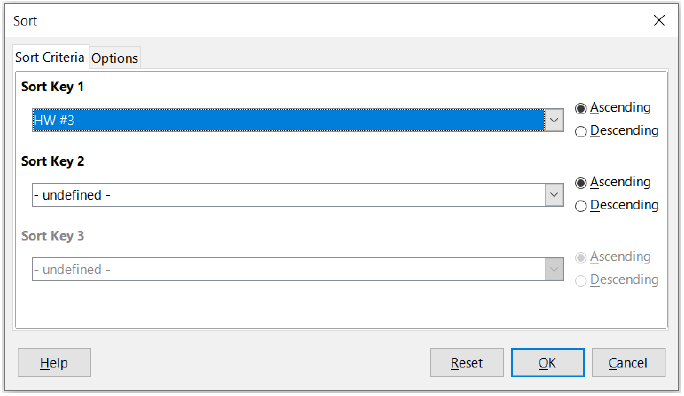 Sort
Sort Criteria Options
Sort Key 1
HW #3
Ascending
Descending
Sort Key 2
- undefined -
Ascending
Descending
Sort Key 3
- undefined -
Ascending
Descending
Help Reset OK Cancel